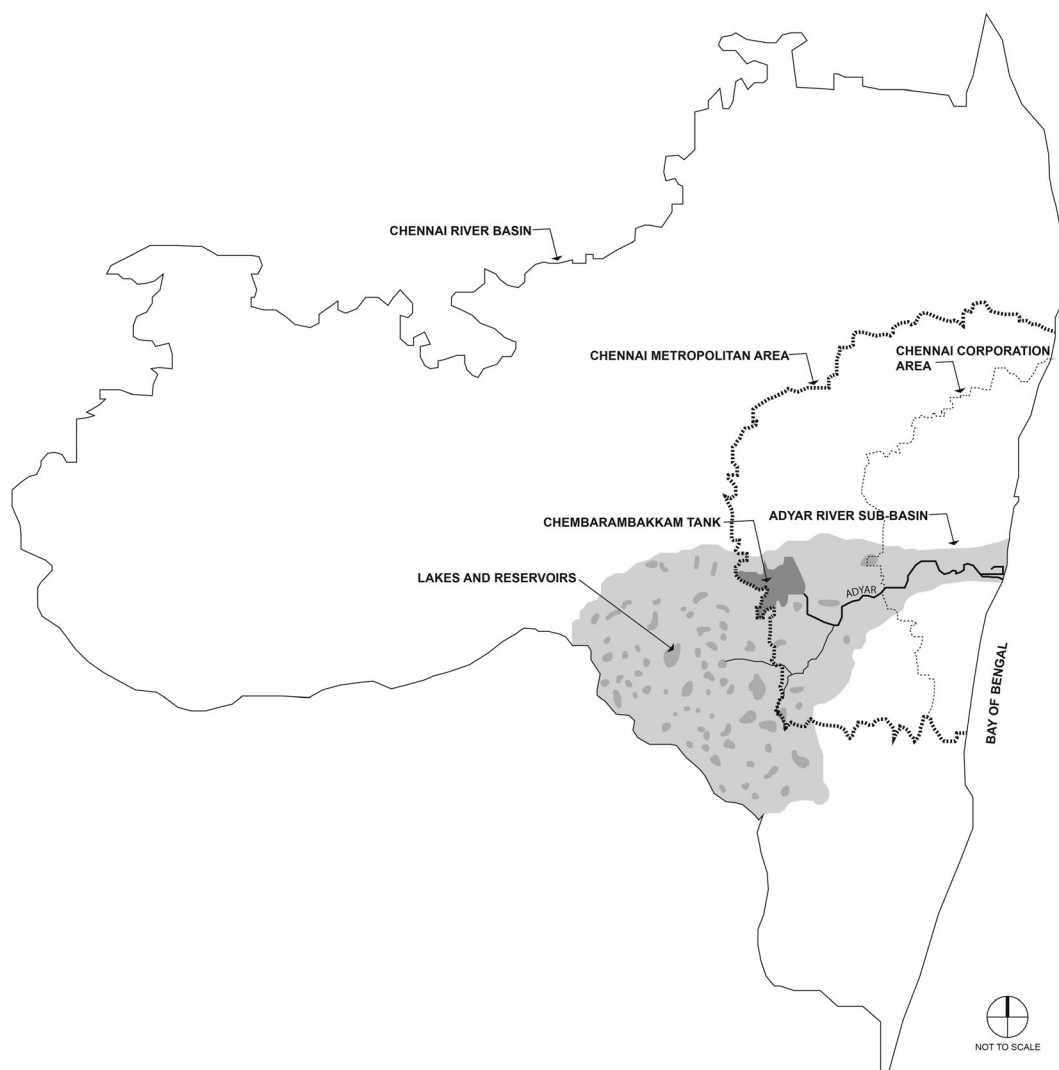 CHENNAI RIVER BASIN
CHENNAI METROPOLITAN AREA
CHENNAI CORPORATION
AREA
CHEMBARAMBAKKAM TANK
ADYAR RIVER SUB-BASIN
LAKES AND RESERVOIRS
ADYAR
BAY OF BENGAL
NOT TO SCALE